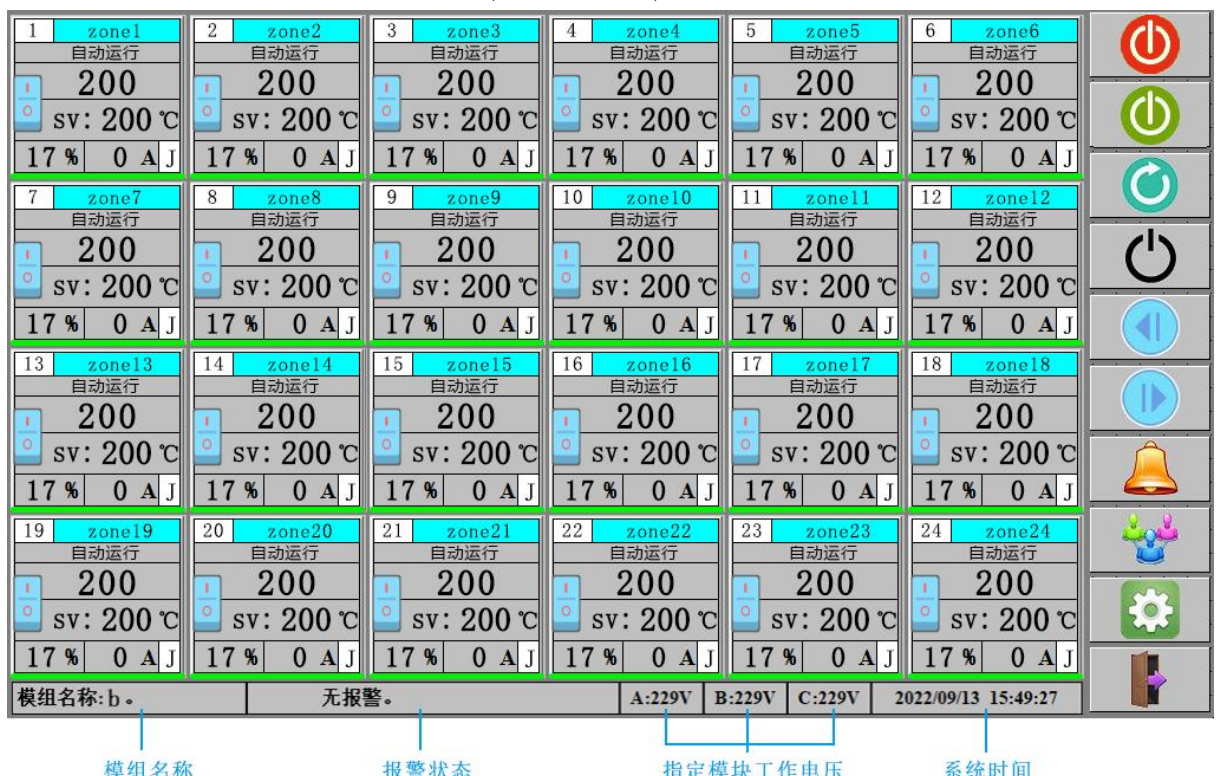 1 zone1 2 zone2 3 zone3 4 zone4 5 zone5 6 zone6
自动运行 自动运行 自动运行 自动运行 自动运行 自动运行
200 200 200 200 200 200
sv: 200 ℃ sv: 200 ℃ sv: 200 ℃ sv: 200 ℃ sv: 200 ℃ sv: 200 ℃
17 % 0 A J 17 % 0 A J 17 % 0 A J 17 % 0 A J 17 % 0 A J 17 % 0 A J
7 zone7 8 zone8 9 zone9 10 zone10 11 zone11 12 zone12
自动运行 自动运行 自动运行 自动运行 自动运行 自动运行
200 200 200 200 200 200
sv: 200 ℃ sv: 200 ℃ sv: 200 ℃ sv: 200 ℃ sv: 200 ℃ sv: 200 ℃
17 % 0 A J 17 % 0 A J 17 % 0 A J 17 % 0 A J 17 % 0 A J 17 % 0 A J
13 zone13 14 zone14 15 zone15 16 zone16 17 zone17 18 zone18
自动运行 自动运行 自动运行 自动运行 自动运行 自动运行
200 200 200 200 200 200
sv: 200 ℃ sv: 200 ℃ sv: 200 ℃ sv: 200 ℃ sv: 200 ℃ sv: 200 ℃
17 % 0 A J 17 % 0 A J 17 % 0 A J 17 % 0 A J 17 % 0 A J 17 % 0 A J
19 zone19 20 zone20 21 zone21 22 zone22 23 zone23 24 zone24
自动运行 自动运行 自动运行 自动运行 自动运行 自动运行
200 200 200 200 200 200
sv: 200 ℃ sv: 200 ℃ sv: 200 ℃ sv: 200 ℃ sv: 200 ℃ sv: 200 ℃
17 % 0 A J 17 % 0 A J 17 % 0 A J 17 % 0 A J 17 % 0 A J 17 % 0 A J
模组名称: b。 无报警。 A:229V B:229V C:229V 2022/09/13 15:49:27
模组名称 报警状态 指定模块工作电压 系统时间